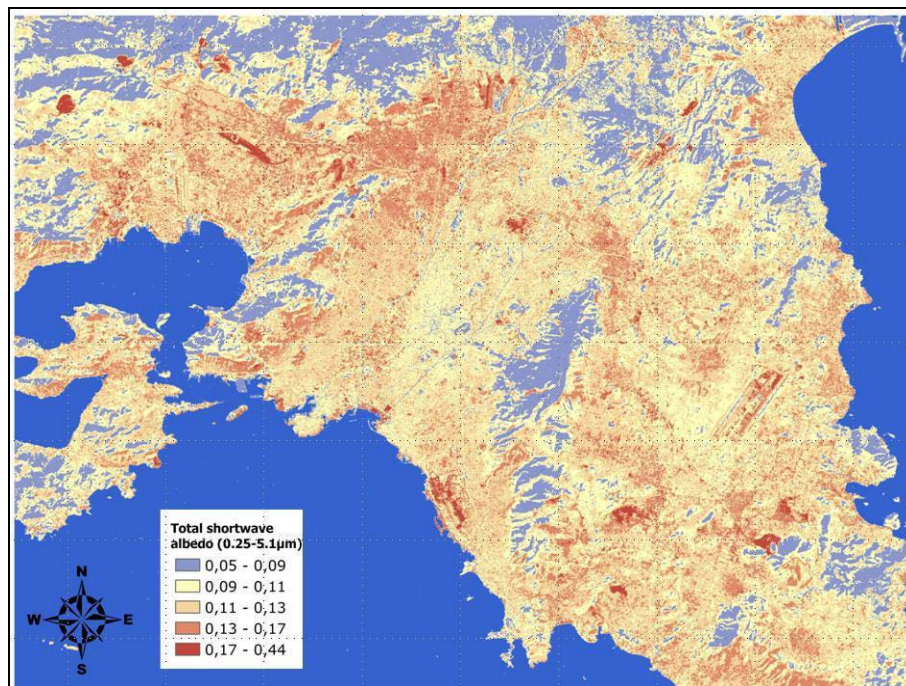 Total shortwave
albedo (0.25-5.1µm)
0,05 - 0,09
0,09 - 0,11
0,11 - 0,13
0,13 - 0,17
0,17 - 0,44
N
W E
S